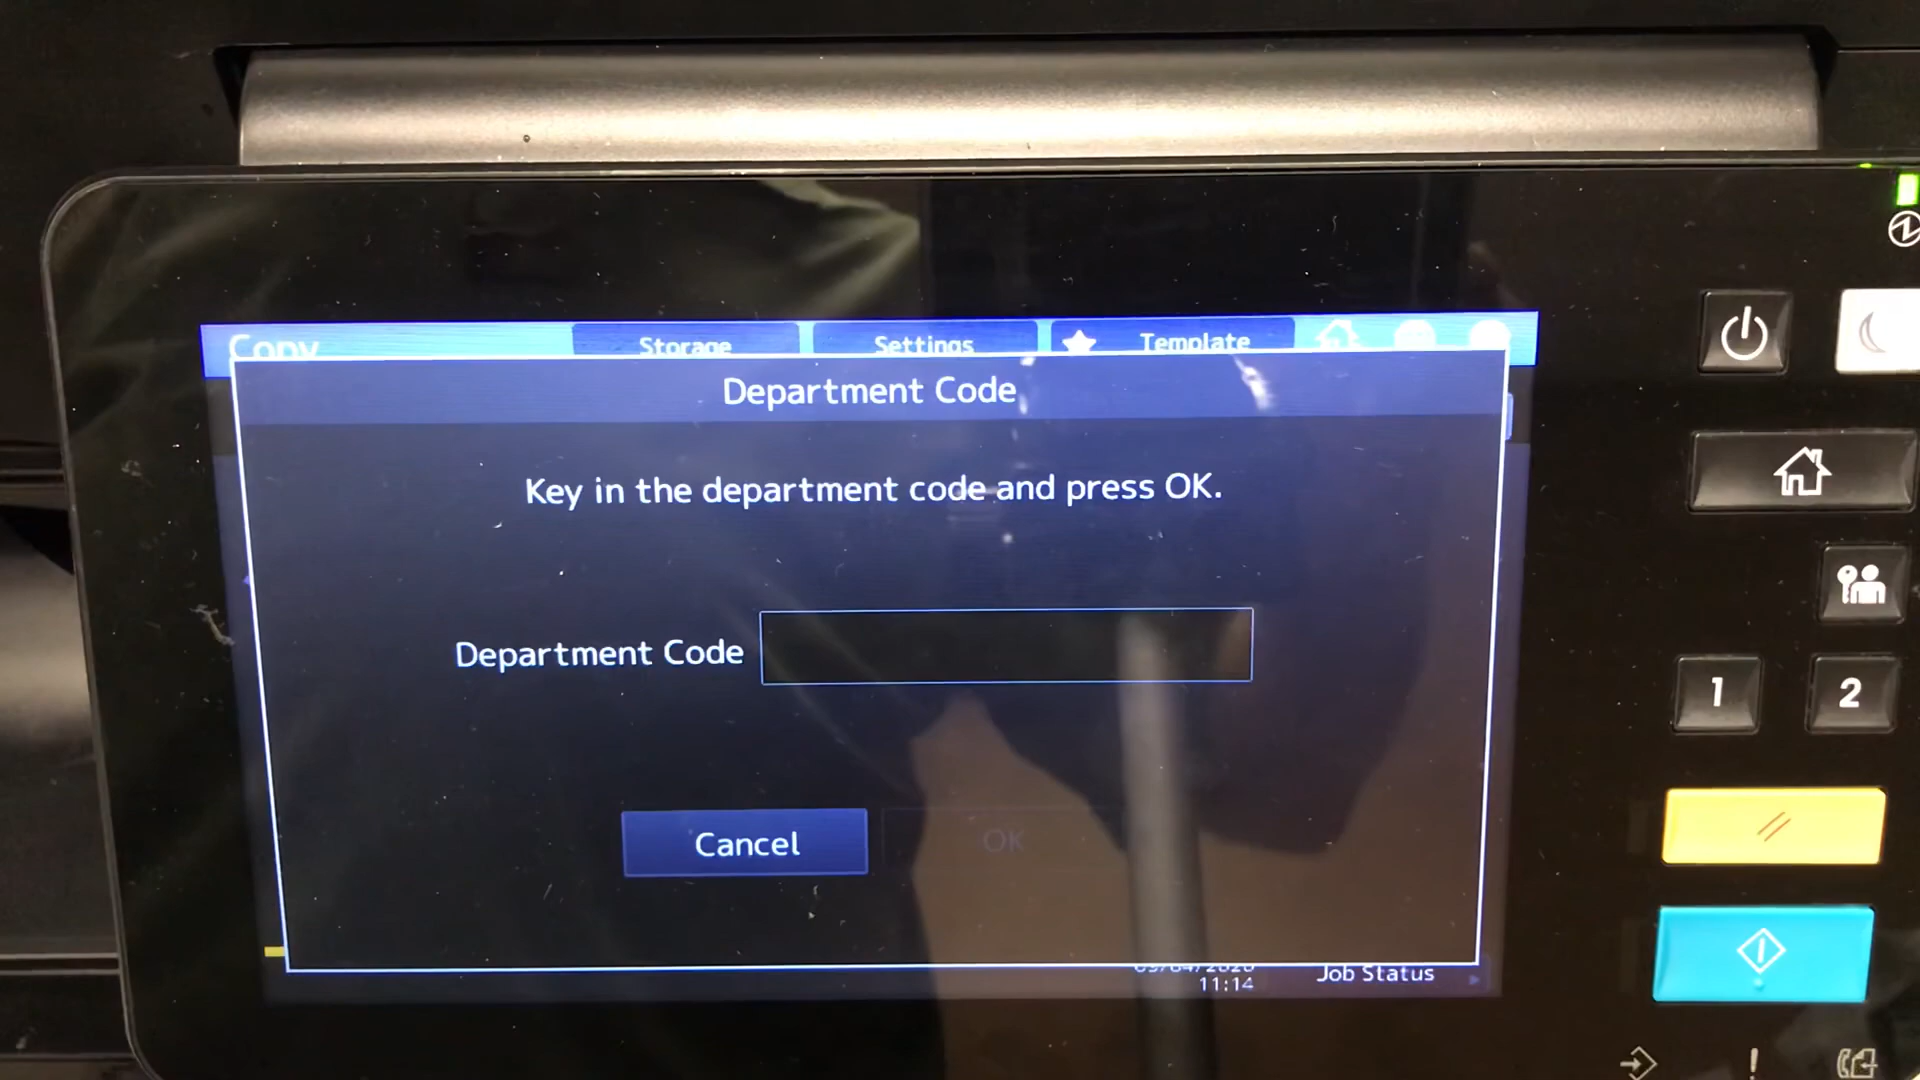 Copy
Storage
Settings
Template
Department Code
Key in the department code and press OK.
Department Code
Cancel
OK
11:14
Job Status
1
2